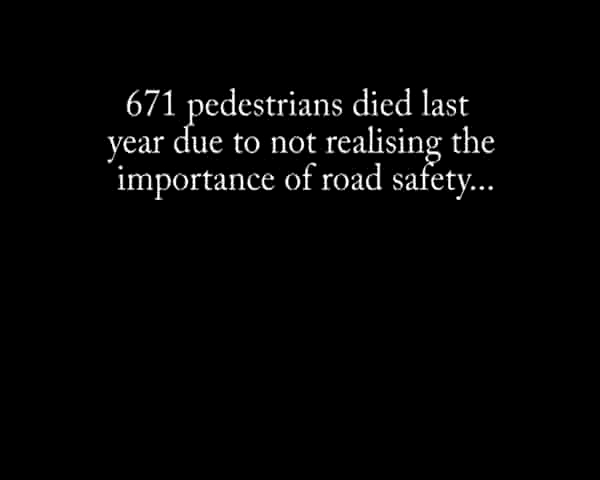 671 pedestrians died last
year due to not realising the
importance of road safety...